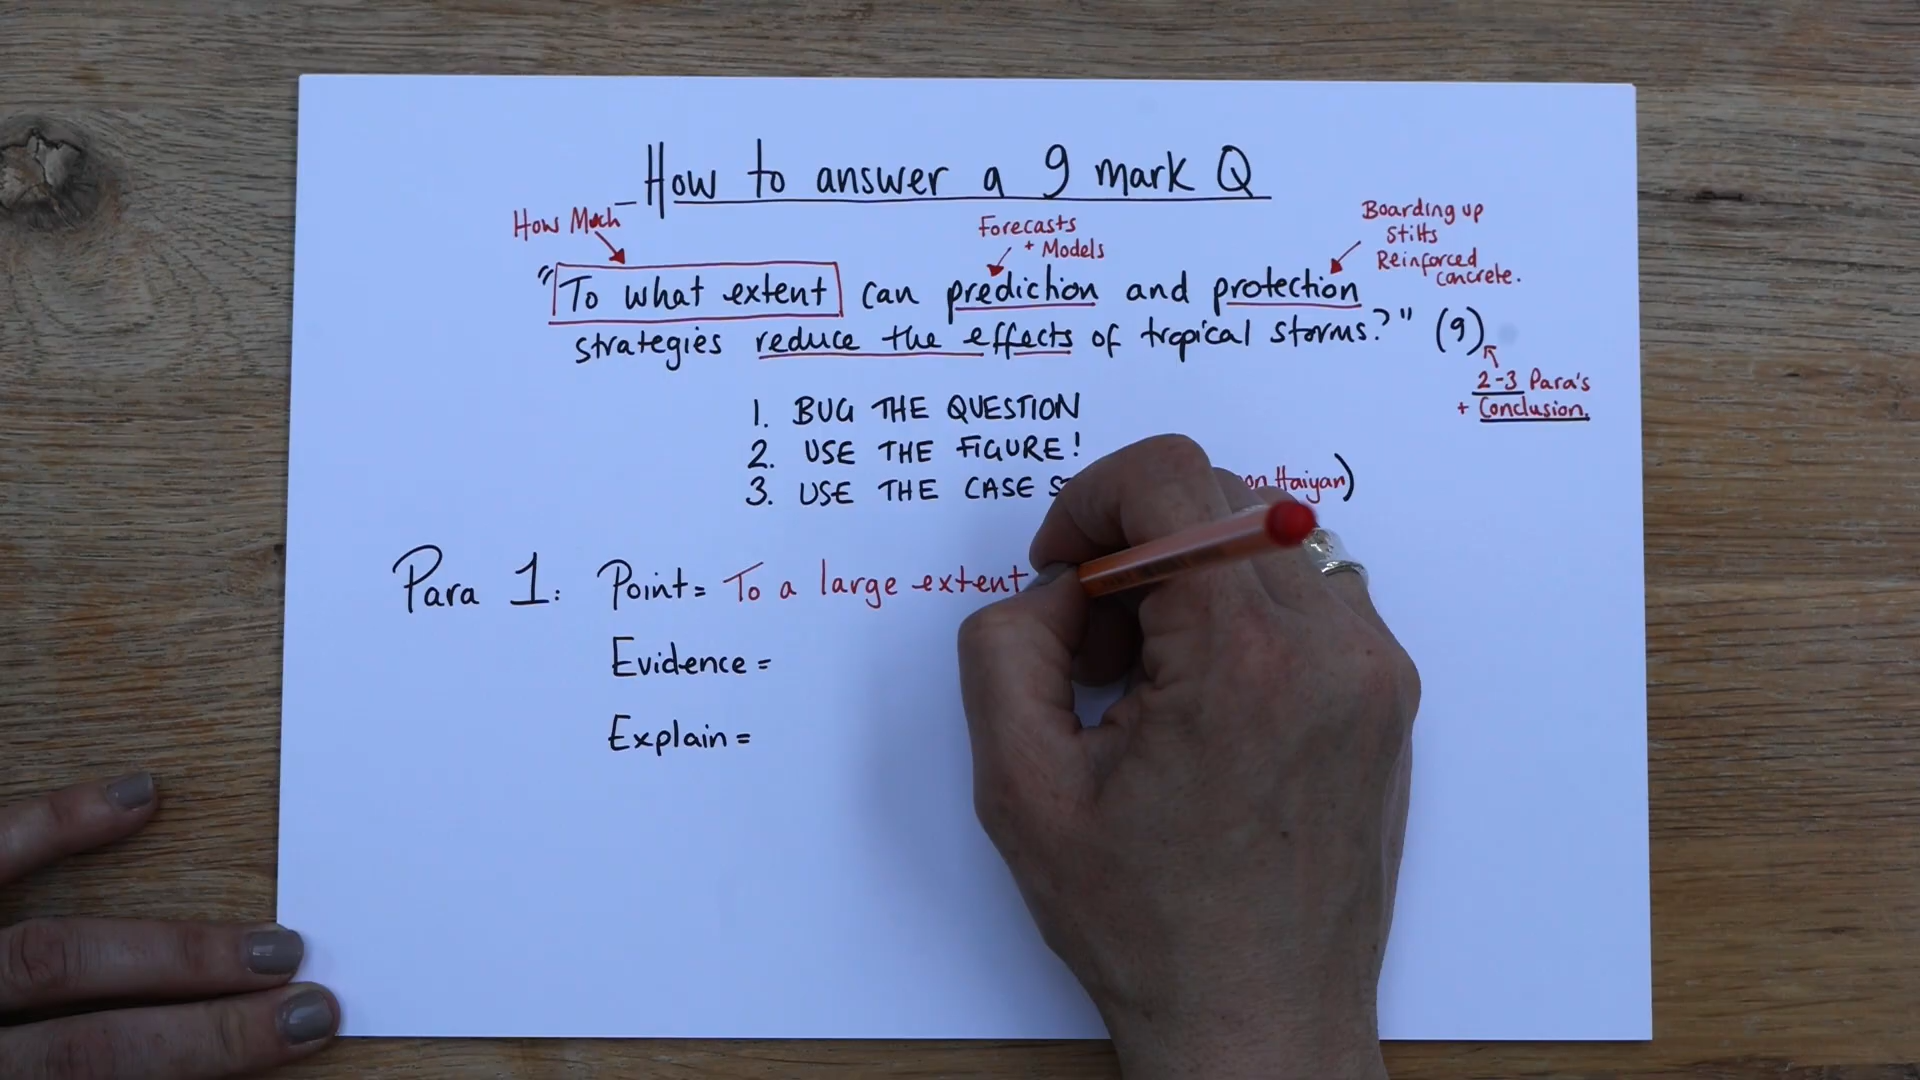 How to answer a 9 mark Q
How Much
Forecasts
+ Models
Boarding up
Stilts
Reinforced
concrete.
"To what extent can prediction and protection
strategies reduce the effects of tropical storms?" (9)
2-3 Para's
+ Conclusion.
1. BUG THE QUESTION
2. USE THE FIGURE!
3. USE THE CASE Haiyan)
Para 1: Point= To a large extent
Evidence =
Explain =